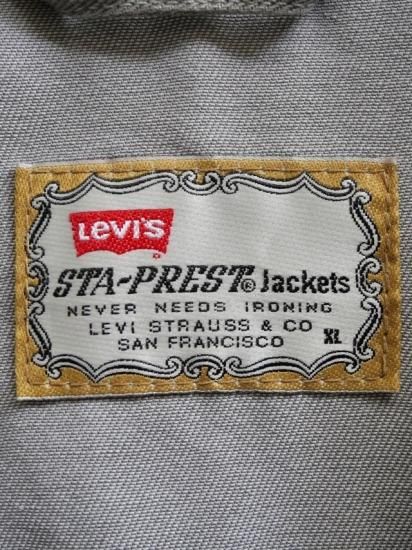 LEVI'S
STA-PREST® Jackets
NEVER NEEDS IRONING
LEVI STRAUSS & CO
SAN FRANCISCO XL